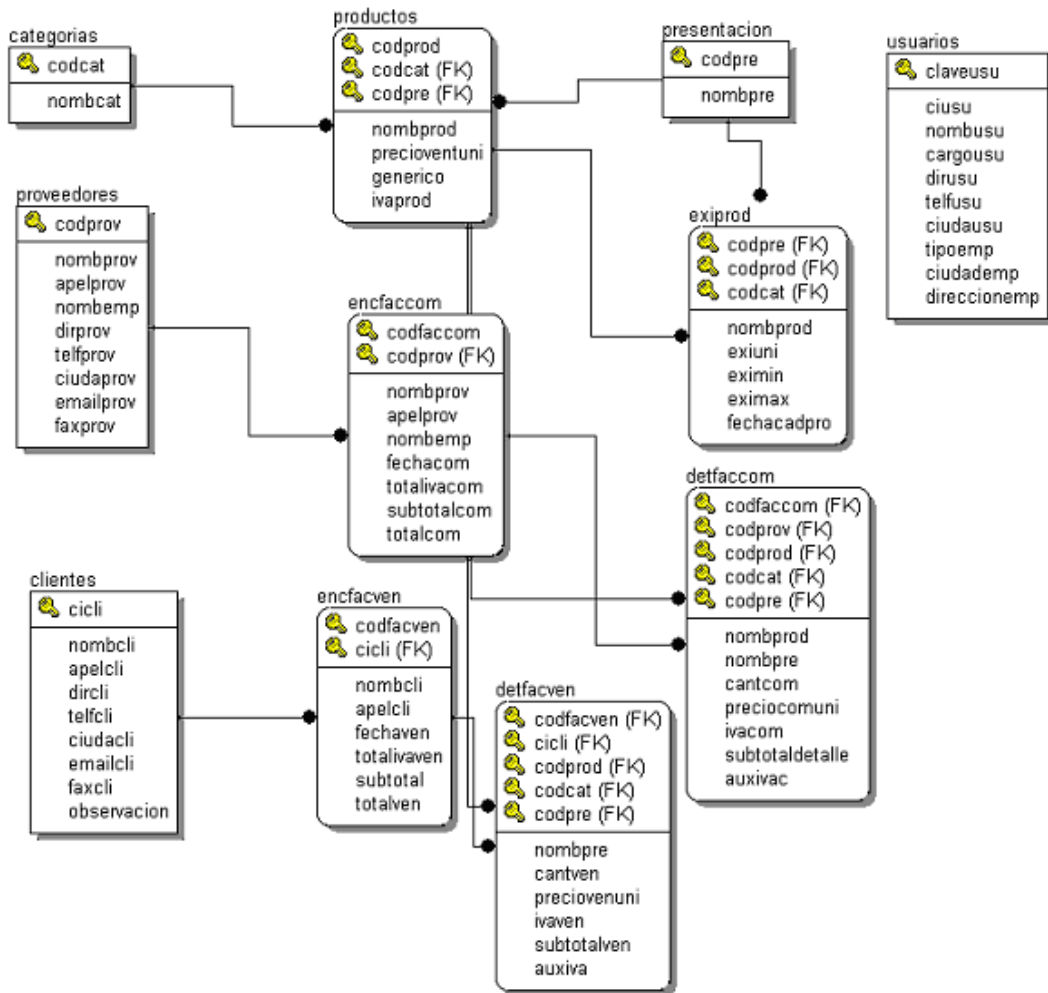 categorias
codcat
nombcat
productos
codprod
codcat (FK)
codpre (FK)
nombprod
precioventuni
generico
ivaprod
presentacion
codpre
nombpre
usuarios
claveusu
ciusu
nombusu
cargousu
dirusu
telfusu
ciudausu
tipoemp
ciudademp
direccionemp
proveedores
codprov
nombprov
apelprov
nombemp
dirprov
telfprov
ciudaprov
emailprov
faxprov
encfaccom
codfaccom
codprov (FK)
nombprov
apelprov
nombemp
fechacom
totalivacom
subtotalcom
totalcom
exiprod
codpre (FK)
codprod (FK)
codcat (FK)
nombprod
exiuni
eximin
eximax
fechacadpro
detfaccom
codfaccom (FK)
codprov (FK)
codprod (FK)
codcat (FK)
codpre (FK)
nombprod
nombpre
cantcom
preciocomuni
ivacom
subtotaldetalle
auxivac
clientes
cicli
nombcli
apelcli
dircli
telfcli
ciudacli
emailcli
faxcli
observacion
encfacven
codfacven
cicli (FK)
nombcli
apelcli
fechaven
totalivaven
subtotal
totalven
detfacven
codfacven (FK)
cicli (FK)
codprod (FK)
codcat (FK)
codpre (FK)
nombpre
cantven
preciovenuni
ivaven
subtotalven
auxiva